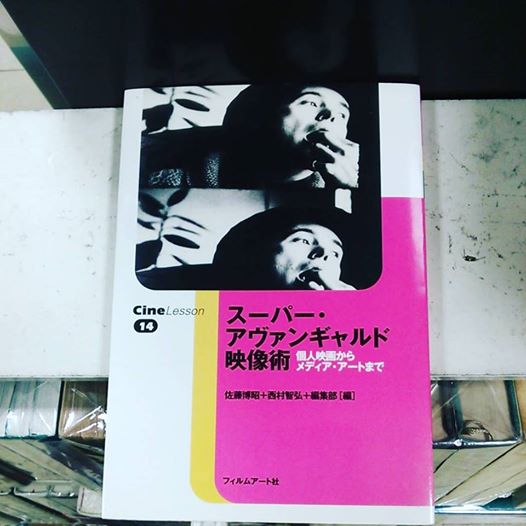 CineLesson
14
スーパー・
アヴァンギャルド
映像術
個人映画から
メディア・アートまで
佐藤博昭+西村智弘+編集部[編]
フィルムアート社